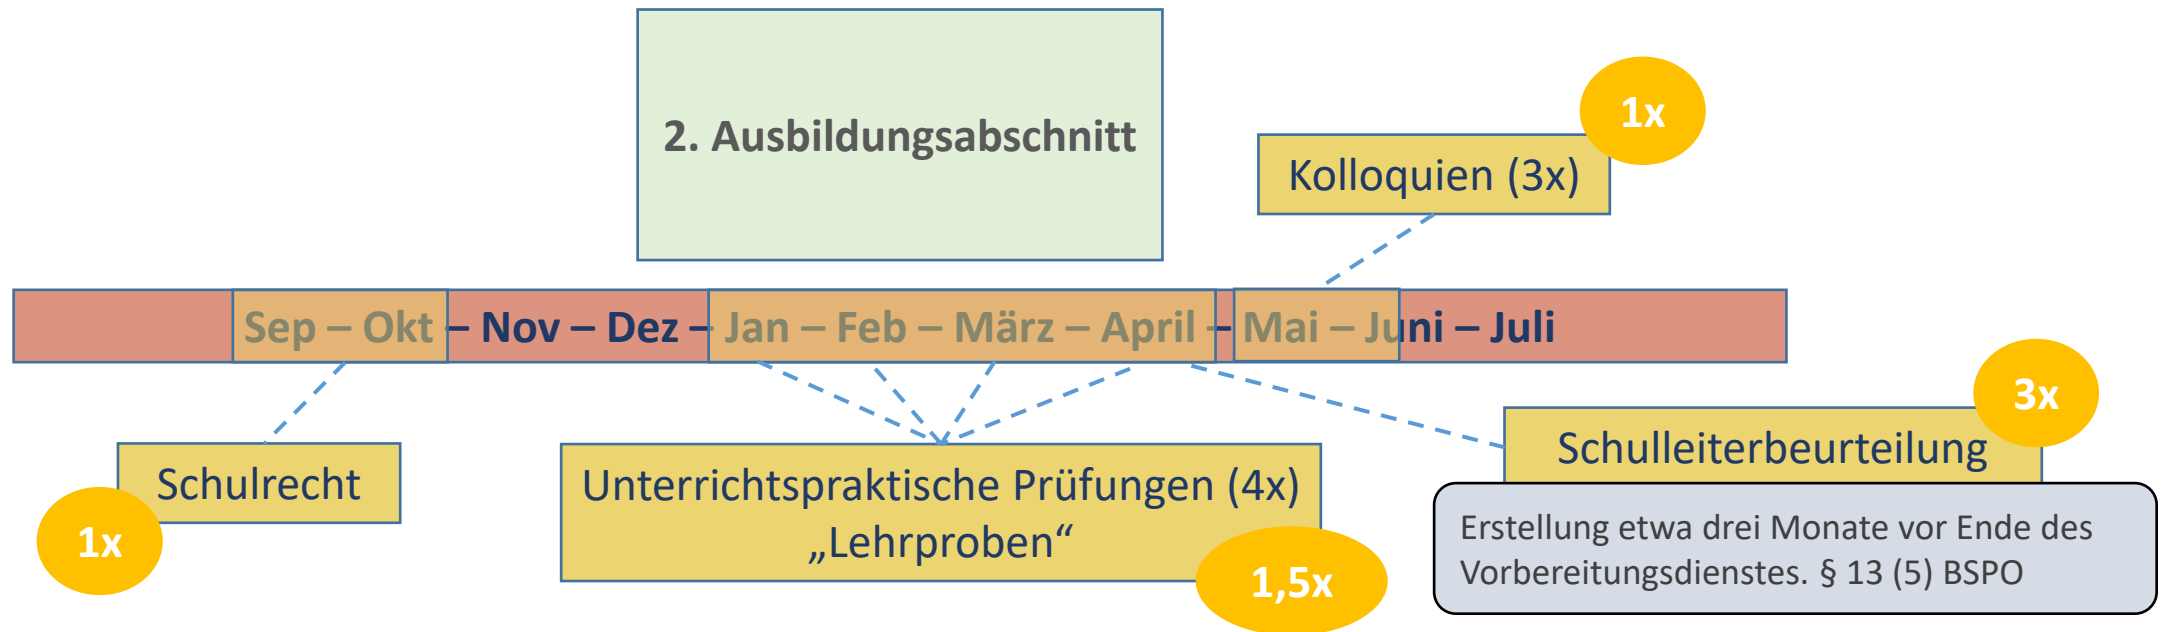 2. Ausbildungsabschnitt
1x
Kolloquien (3x)
Sep – Okt – Nov – Dez – Jan – Feb – März – April – Mai – Juni – Juli
3x
Schulrecht
1x
Unterrichtspraktische Prüfungen (4x)
„Lehrproben“
1,5x
Schulleiterbeurteilung
Erstellung etwa drei Monate vor Ende des
Vorbereitungsdienstes. § 13 (5) BSPO